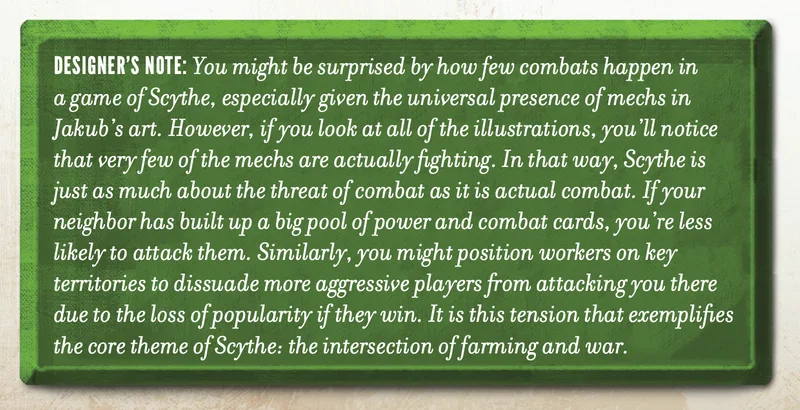 DESIGNER'S NOTE: You might be surprised by how few combats happen in
a game of Scythe, especially given the universal presence of mechs in
Jakub's art. However, if you look at all of the illustrations, you'll notice
that very few of the mechs are actually fighting. In that way, Scythe is
just as much about the threat of combat as it is actual combat. If your
neighbor has built up a big pool of power and combat cards, you're less
likely to attack them. Similarly, you might position workers on key
territories to dissuade more aggressive players from attacking you there
due to the loss of popularity if they win. It is this tension that exemplifies
the core theme of Scythe: the intersection of farming and war.